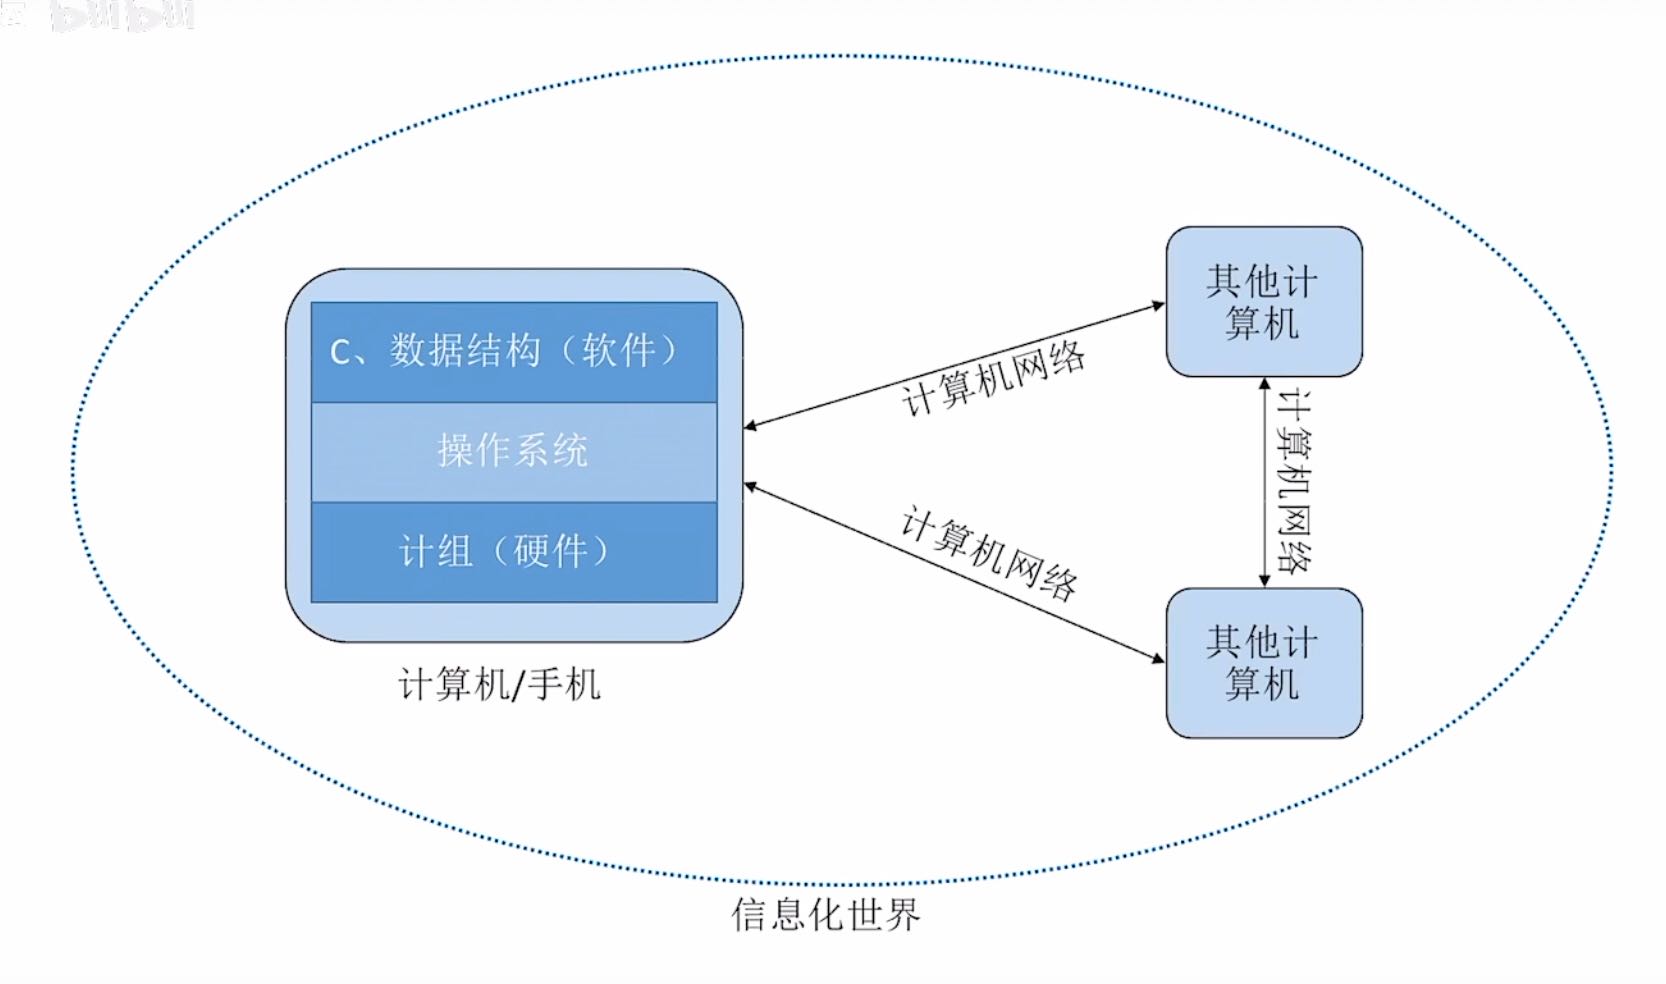 bilibili
C、数据结构（软件）
操作系统
计组（硬件）
计算机/手机
计算机网络
计算机网络
其他计
算机
计算机网络
其他计
算机
信息化世界